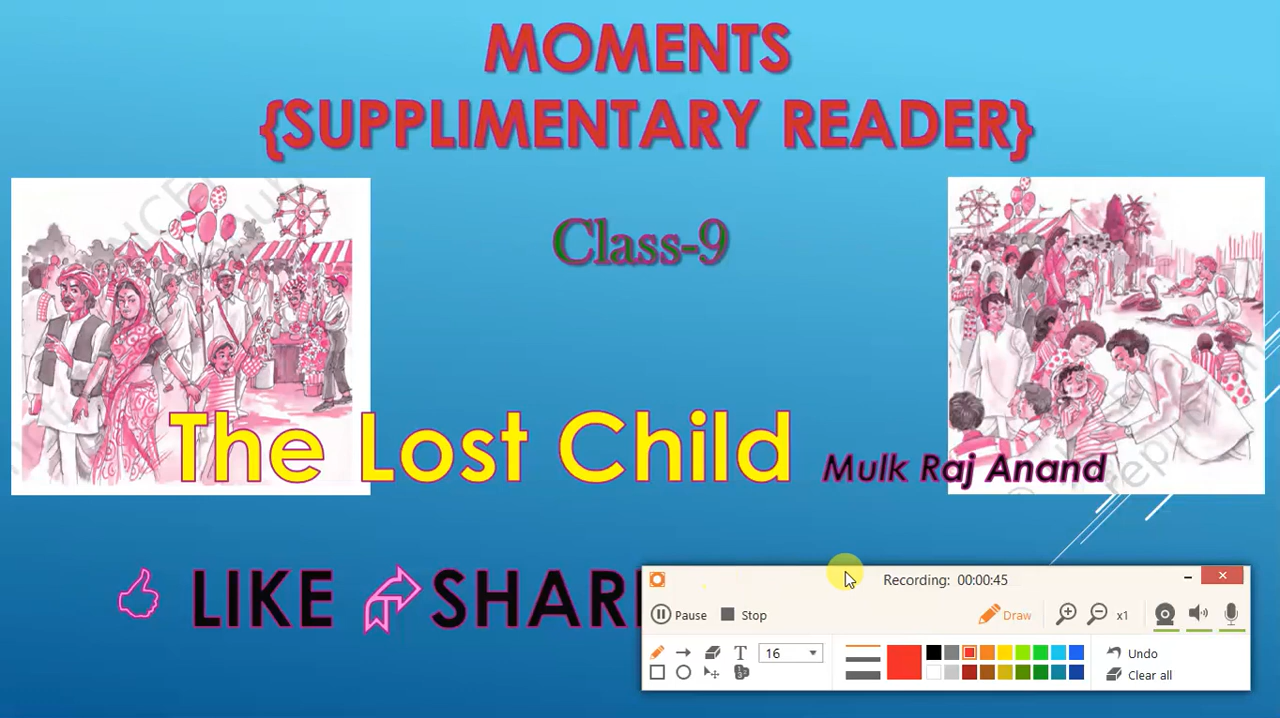 MOMENTS
{SUPPLIMENTARY READER}
Class-9
The Lost Child
Mulk Raj Anand
LIKE SHAR
Recording: 00:00:45
Pause Stop Draw x1
T 16 Undo
Clear all